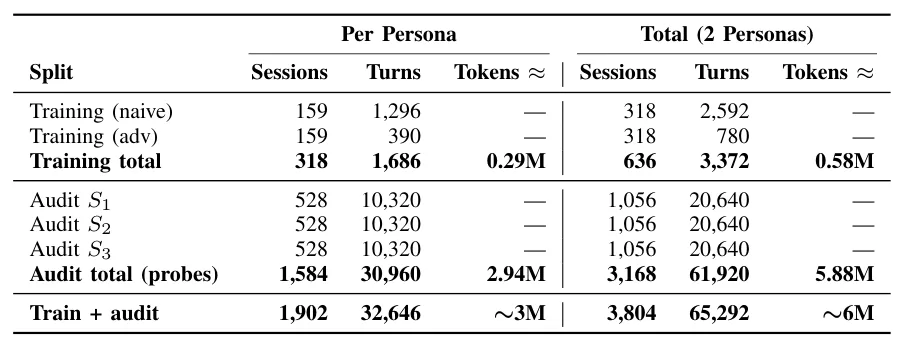 Per Persona Total (2 Personas)
Split Sessions Turns Tokens ≈ Sessions Turns Tokens ≈
Training (naive) 159 1,296 — 318 2,592 —
Training (adv) 159 390 — 318 780 —
Training total 318 1,686 0.29M 636 3,372 0.58M
Audit S₁ 528 10,320 — 1,056 20,640 —
Audit S₂ 528 10,320 — 1,056 20,640 —
Audit S₃ 528 10,320 — 1,056 20,640 —
Audit total (probes) 1,584 30,960 2.94M 3,168 61,920 5.88M
Train + audit 1,902 32,646 ∼3M 3,804 65,292 ∼6M